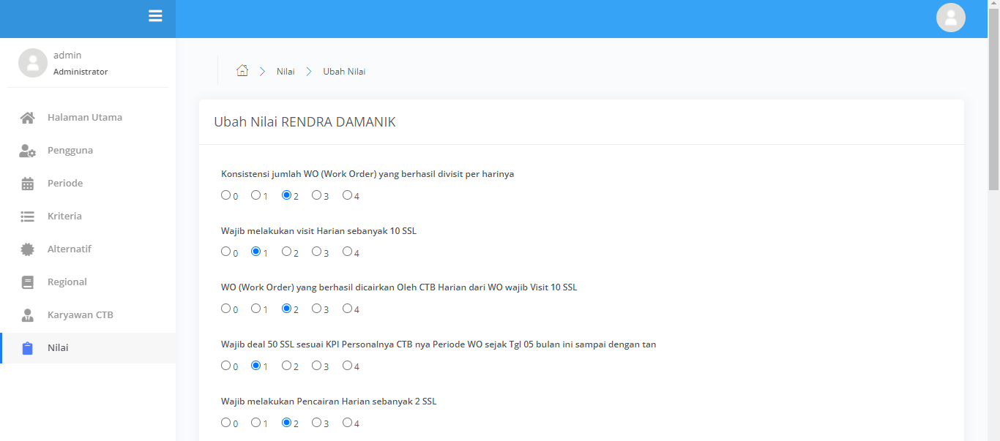 admin
Administrator
Halaman Utama
Pengguna
Periode
Kriteria
Alternatif
Regional
Karyawan CTB
Nilai
Nilai Ubah Nilai
Ubah Nilai RENDRA DAMANIK
Konsistensi jumlah WO (Work Order) yang berhasil divisit per harinya
0 1 2 3 4
Wajib melakukan visit Harian sebanyak 10 SSL
0 1 2 3 4
WO (Work Order) yang berhasil dicairkan Oleh CTB Harian dari WO wajib Visit 10 SSL
0 1 2 3 4
Wajib deal 50 SSL sesuai KPI Personalnya CTB nya Periode WO sejak Tgl 05 bulan ini sampai dengan tan
0 1 2 3 4
Wajib melakukan Pencairan Harian sebanyak 2 SSL
0 1 2 3 4